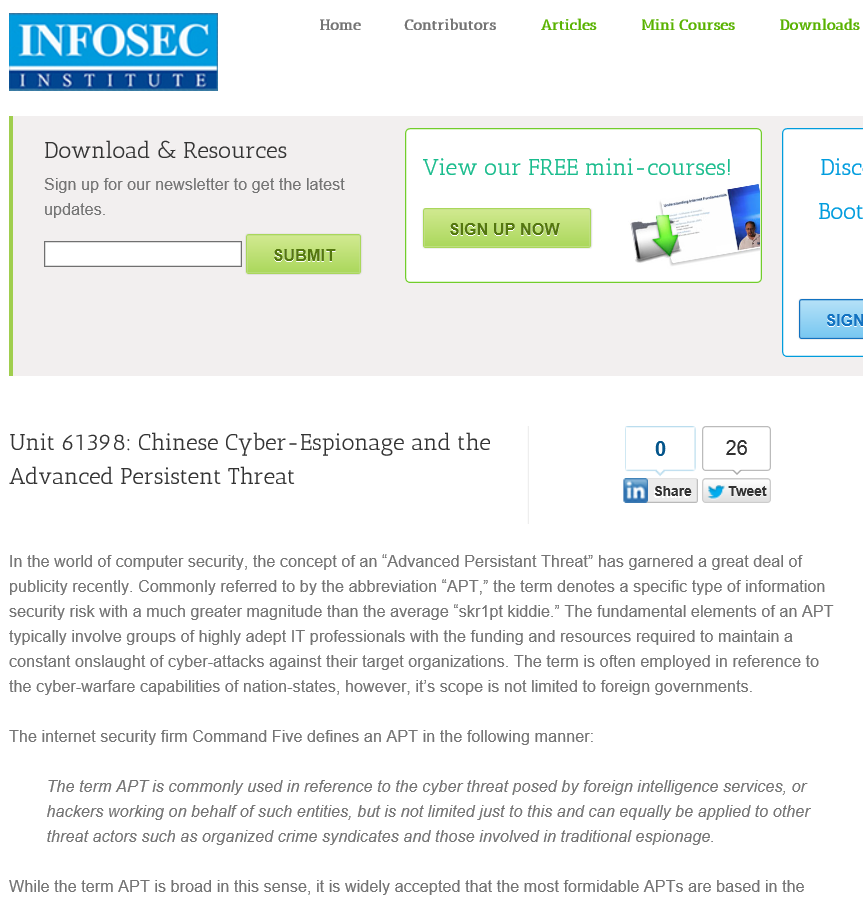 INFOSEC
INSTITUTE
Home Contributors Articles Mini Courses Downloads
Download & Resources
Sign up for our newsletter to get the latest
updates.
SUBMIT
View our FREE mini-courses!
SIGN UP NOW
Understanding Internet Fundamentals
Disc
Boot
SIGN
Unit 61398: Chinese Cyber-Espionage and the
Advanced Persistent Threat
0 26
in Share Tweet
In the world of computer security, the concept of an “Advanced Persistant Threat” has garnered a great deal of
publicity recently. Commonly referred to by the abbreviation “APT,” the term denotes a specific type of information
security risk with a much greater magnitude than the average “skr1pt kiddie.” The fundamental elements of an APT
typically involve groups of highly adept IT professionals with the funding and resources required to maintain a
constant onslaught of cyber-attacks against their target organizations. The term is often employed in reference to
the cyber-warfare capabilities of nation-states, however, it’s scope is not limited to foreign governments.
The internet security firm Command Five defines an APT in the following manner:
The term APT is commonly used in reference to the cyber threat posed by foreign intelligence services, or
hackers working on behalf of such entities, but is not limited just to this and can equally be applied to other
threat actors such as organized crime syndicates and those involved in traditional espionage.
While the term APT is broad in this sense, it is widely accepted that the most formidable APTs are based in the